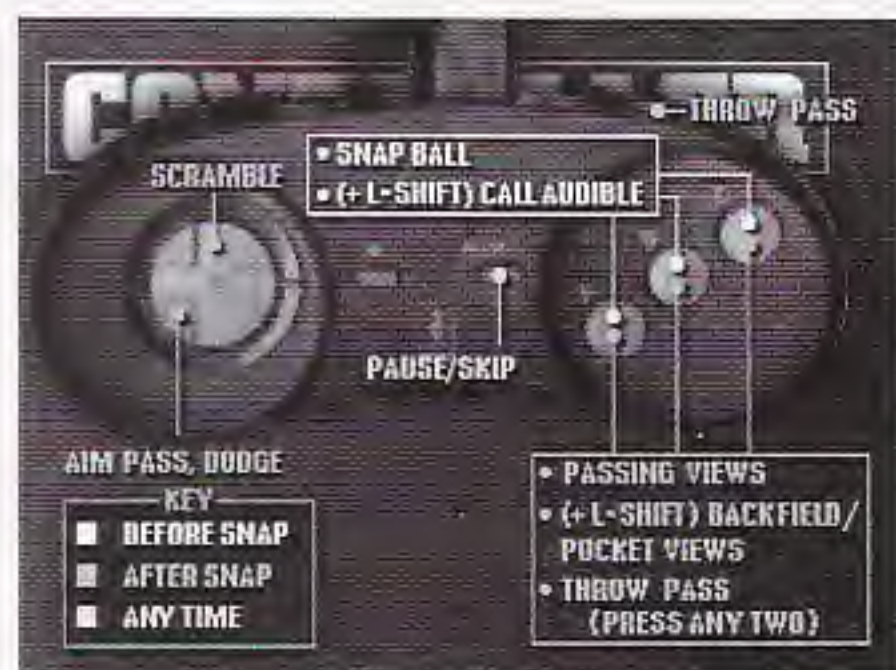 THROW PASS
• SNAP BALL
• (+ L-SHIFT) CALL AUDIBLE
SCRAMBLE
PAUSE/SKIP
AIM PASS, DODGE
KEY
BEFORE SNAP
AFTER SNAP
ANY TIME
• PASSING VIEWS
• (+ L-SHIFT) BACKFIELD/
POCKET VIEWS
• THROW PASS
(PRESS ANY TWO)